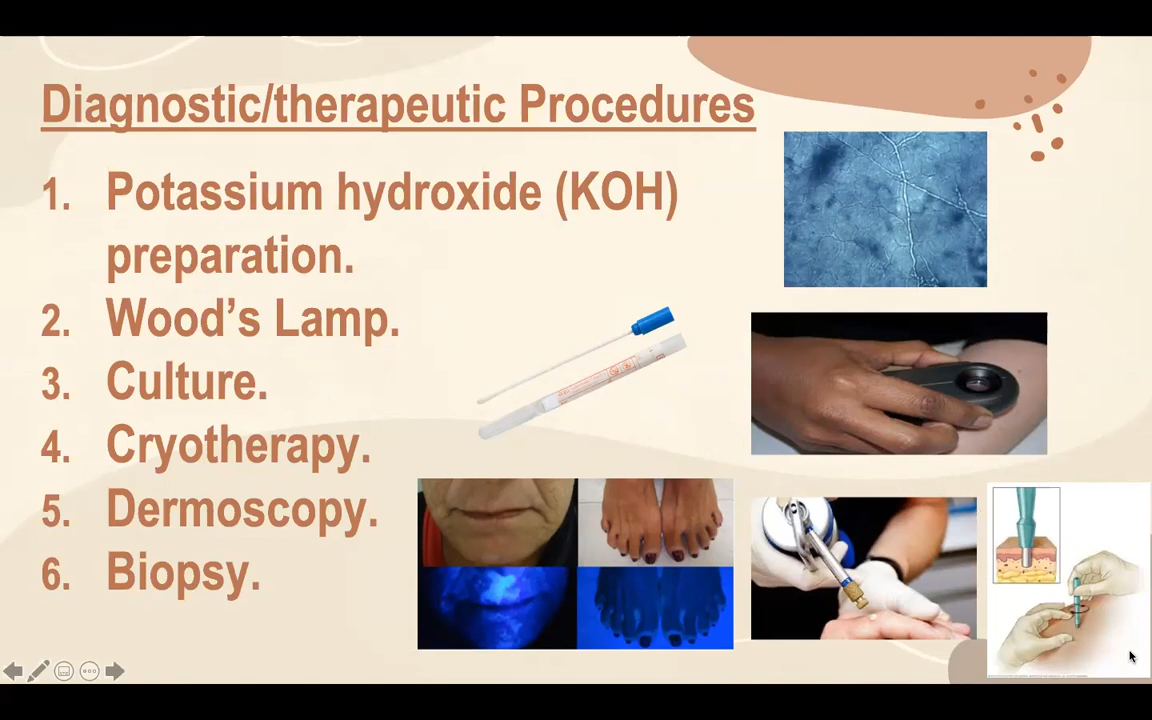 Diagnostic/therapeutic Procedures
1. Potassium hydroxide (KOH)
preparation.
2. Wood’s Lamp.
3. Culture.
4. Cryotherapy.
5. Dermoscopy.
6. Biopsy.